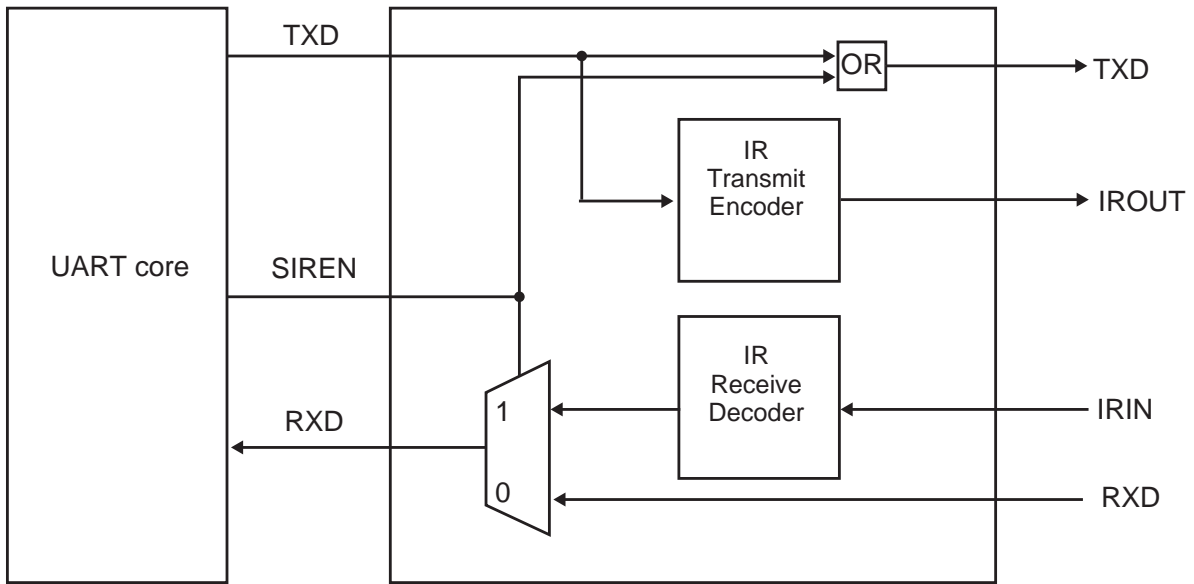 TXD
OR
TXD
IR
Transmit
Encoder
IROUT
UART core
SIREN
IR
Receive
Decoder
1
IRIN
RXD
0
RXD